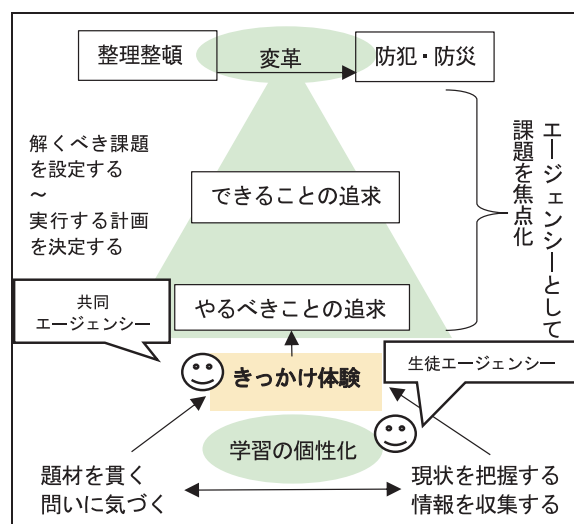 整理整頓
変革
防犯・防災
解くべき課題
を設定する
～
実行する計画
を決定する
できることの追求
エージェンシーとして
課題を焦点化
共同
エージェンシー
やるべきことの追求
生徒エージェンシー
きっかけ体験
学習の個性化
題材を貫く
問いに気づく
現状を把握する
情報を収集する